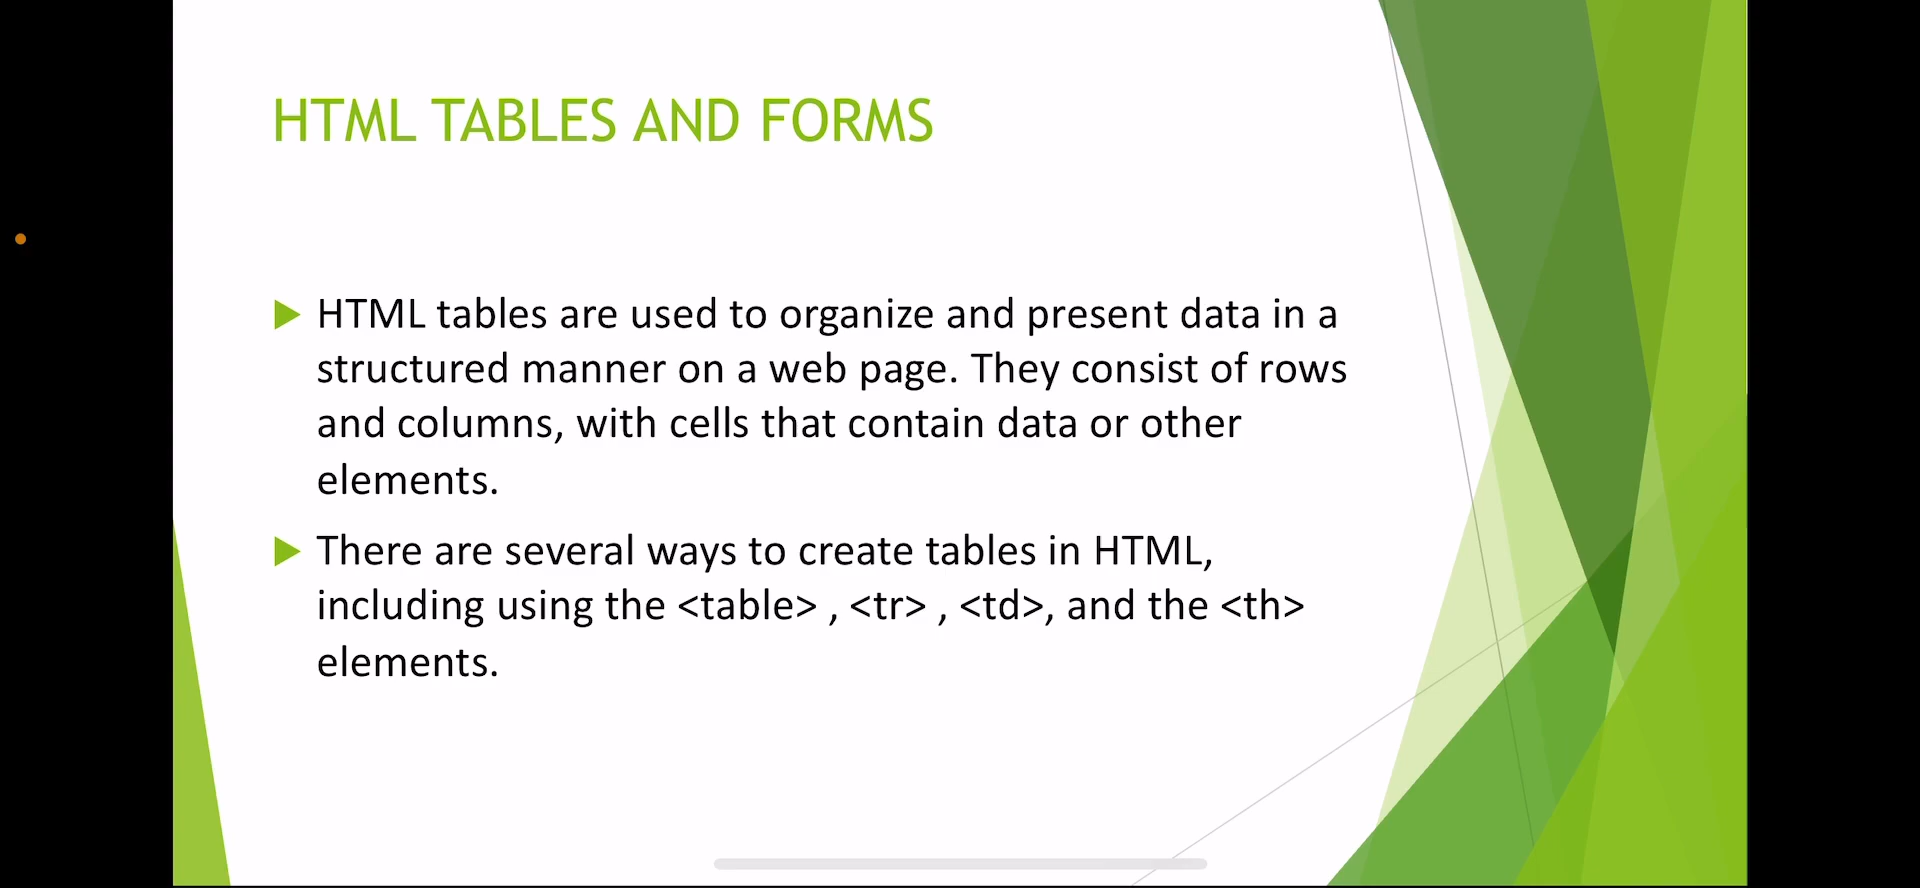 HTML TABLES AND FORMS
HTML tables are used to organize and present data in a
structured manner on a web page. They consist of rows
and columns, with cells that contain data or other
elements.
There are several ways to create tables in HTML,
including using the <table> , <tr> , <td>, and the <th>
elements.